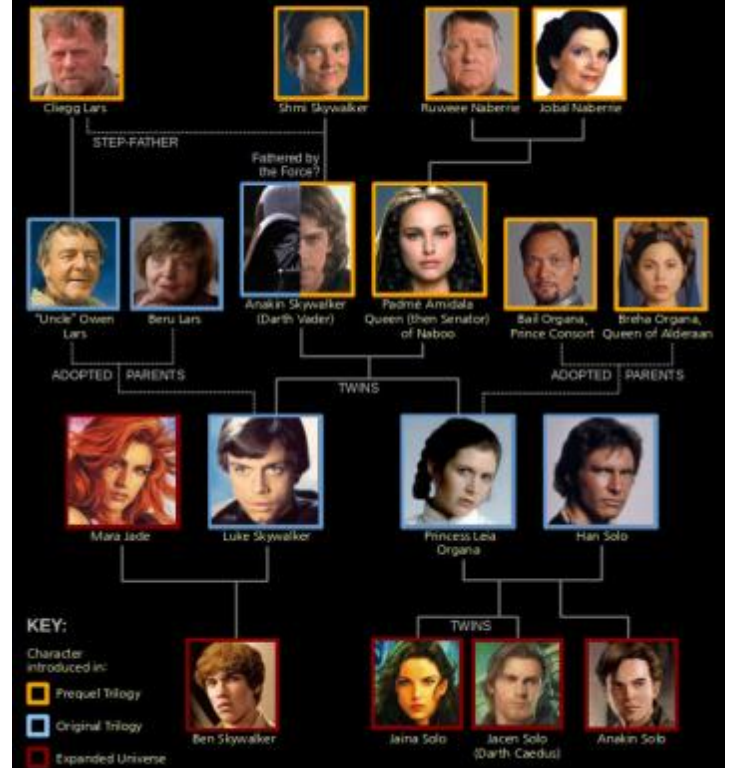 Cliegg Lars
Shmi Skywalker
Ruweee Naberrie
Jobal Naberrie
STEP-FATHER
Fathered by
the Force?
"Uncle" Owen
Lars
Beru Lars
Anakin Skywalker
(Darth Vader)
Padmé Amidala
Queen (then Senator)
of Naboo
Bail Organa,
Prince Consort
Breha Organa,
Queen of Alderaan
ADOPTED PARENTS
TWINS
ADOPTED PARENTS
Mara Jade
Luke Skywalker
Princess Leia
Organa
Han Solo
TWINS
KEY:
Character
introduced in:
Prequel Trilogy
Original Trilogy
Expanded Universe
Ben Skywalker
Jaina Solo
Jacen Solo
(Darth Caedus)
Anakin Solo